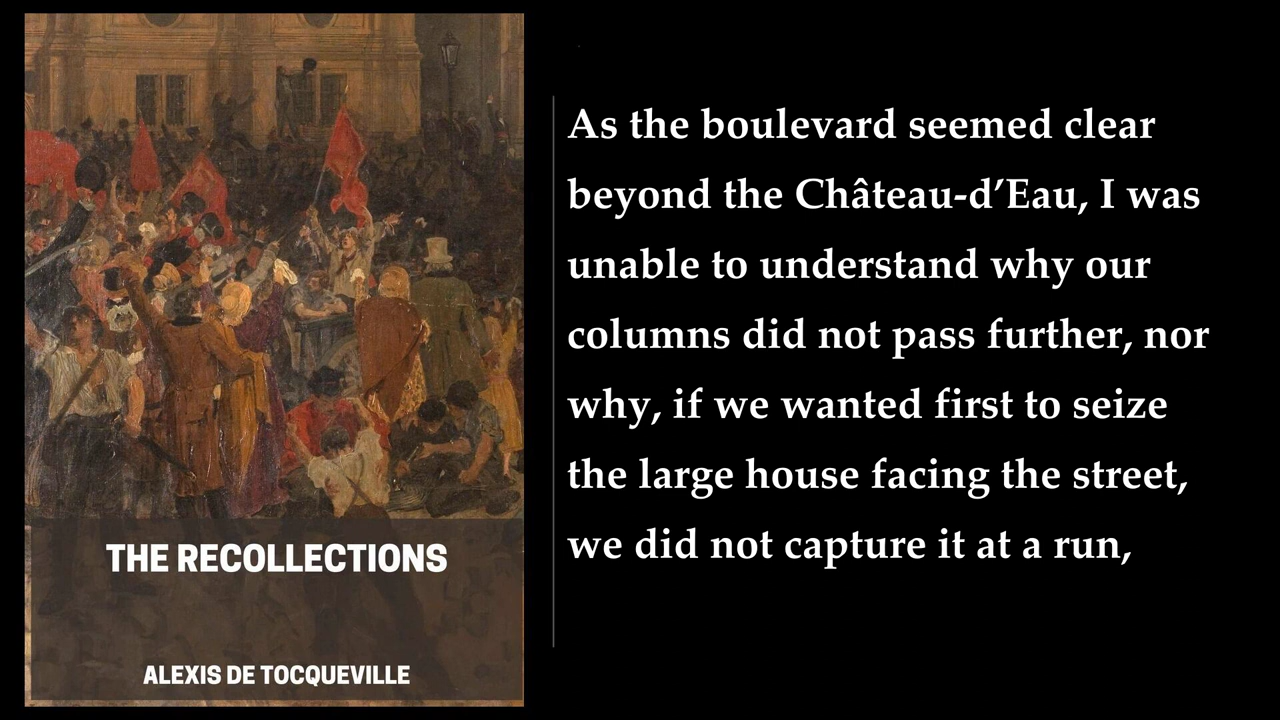 THE RECOLLECTIONS
ALEXIS DE TOCQUEVILLE
As the boulevard seemed clear
beyond the Château-d’Eau, I was
unable to understand why our
columns did not pass further, nor
why, if we wanted first to seize
the large house facing the street,
we did not capture it at a run,